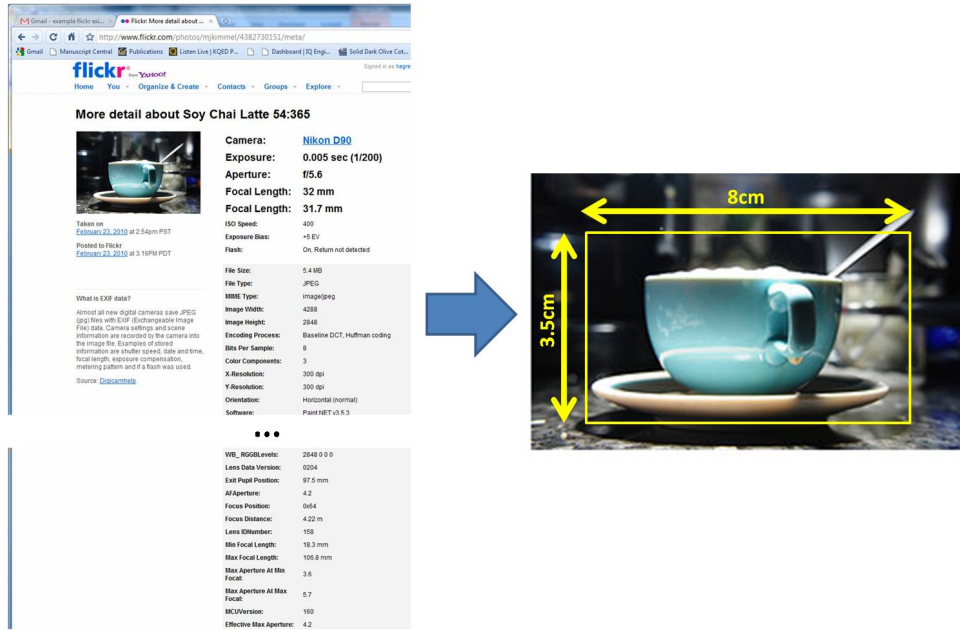 Gmail - example flickr exi...
Flickr: More detail about ...
http://www.flickr.com/photos/mjkimmel/4382730151/meta/
Gmail
Manuscript Central
Publications
Listen Live | KQED P...
Dashboard | IQ Engi...
Solid Dark Olive Cot...
flickr from YAHOO!
Signed in as hagre
Home You Organize & Create Contacts Groups Explore
More detail about Soy Chai Latte 54:365
Camera: Nikon D90
Exposure: 0.005 sec (1/200)
Aperture: f/5.6
Focal Length: 32 mm
Focal Length: 31.7 mm
ISO Speed: 400
Exposure Bias: +5 EV
Flash: On, Return not detected
File Size: 5.4 MB
File Type: JPEG
MIME Type: image/jpeg
Image Width: 4288
Image Height: 2848
Encoding Process: Baseline DCT, Huffman coding
Bits Per Sample: 8
Color Components: 3
X-Resolution: 300 dpi
Y-Resolution: 300 dpi
Orientation: Horizontal (normal)
Software: Paint.NET v3.5.3
Taken on
February 23, 2010 at 2.54pm PST
Posted to Flickr
February 23, 2010 at 3.16PM PDT
What is EXIF data?
Almost all new digital cameras save JPEG
(jpg) files with EXIF (Exchangeable Image
File) data. Camera settings and scene
information are recorded by the camera into
the image file. Examples of stored
information are shutter speed, date and time,
focal length, exposure compensation,
metering pattern and if a flash was used.
Source: Digicamhelp
...
WB_RGGBLevels: 2848 0 0 0
Lens Data Version: 0204
Exit Pupil Position: 97.5 mm
AFAperture: 4.2
Focus Position: 0x64
Focus Distance: 4.22 m
Lens IDNumber: 158
Min Focal Length: 18.3 mm
Max Focal Length: 106.8 mm
Max Aperture At Min
Focal: 3.6
Max Aperture At Max
Focal: 5.7
MCUVersion: 160
Effective Max Aperture: 4.2
8cm
3.5cm